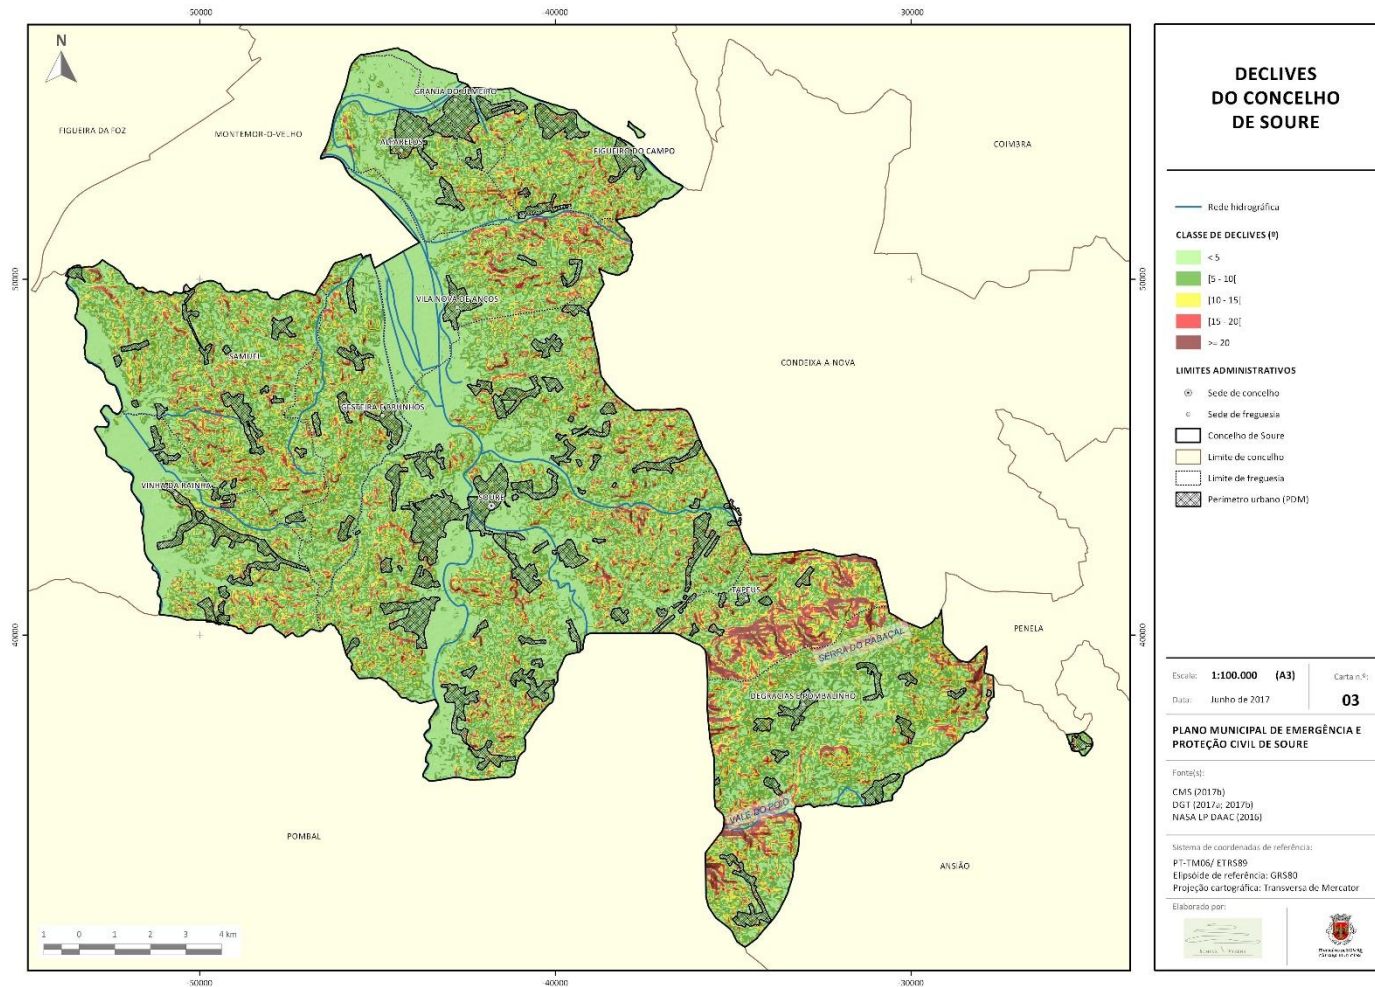 -50000
-40000
-30000
N
FIGUEIRA DA FOZ
MONTEMOR-O-VELHO
GRANJA DO ULMEIRO
ALFARELOS
FIGUEIRÓ DO CAMPO
COIMBRA
50000
50000
VILA NOVA DE ANÇOS
SAMUEL
CONDEIXA-A-NOVA
GESTEIRA E BRUNHÓS
VINHA DA RAINHA
SOURE
TAPÉUS
40000
40000
PENELA
SERRA DO RABAÇAL
DEGRACIAS E POMBALINHO
VALE DO POIO
POMBAL
ANSIÃO
1 0 1 2 3 4 km
-50000
-40000
-30000
DECLIVES
DO CONCELHO
DE SOURE
Rede hidrográfica
CLASSE DE DECLIVES (º)
< 5
[5 - 10[
[10 - 15[
[15 - 20[
>= 20
LIMITES ADMINISTRATIVOS
Sede de concelho
Sede de freguesia
Concelho de Soure
Limite de concelho
Limite de freguesia
Perímetro urbano (PDM)
Escala: 1:100.000 (A3)
Carta n.º:
Data: Junho de 2017
03
PLANO MUNICIPAL DE EMERGÊNCIA E
PROTEÇÃO CIVIL DE SOURE
Fonte(s):
CMS (2017b)
DGT (2017a; 2017b)
NASA LP DAAC (2016)
Sistema de coordenadas de referência:
PT-TM06/ ETRS89
Elipsóide de referência: GRS80
Projeção cartográfica: Transversa de Mercator
Elaborado por: